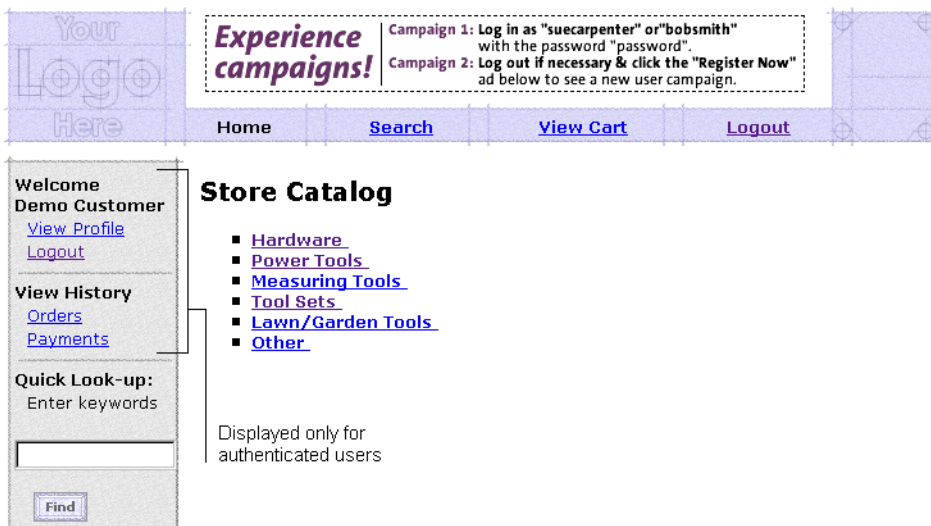 Your
Logo
Here
Experience
campaigns!
Campaign 1: Log in as "suecarpenter" or"bobsmith"
with the password "password".
Campaign 2: Log out if necessary & click the "Register Now"
ad below to see a new user campaign.
Home Search View Cart Logout
Welcome
Demo Customer
View Profile
Logout
View History
Orders
Payments
Quick Look-up:
Enter keywords
Find
Store Catalog
Hardware
Power Tools
Measuring Tools
Tool Sets
Lawn/Garden Tools
Other
Displayed only for
authenticated users